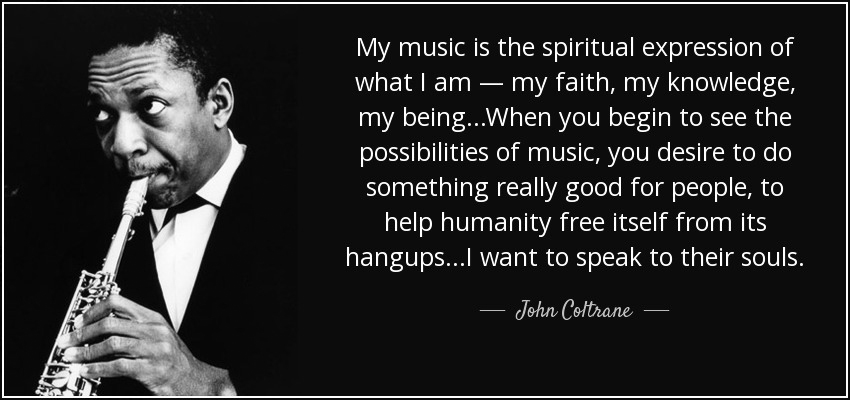 My music is the spiritual expression of
what I am — my faith, my knowledge,
my being...When you begin to see the
possibilities of music, you desire to do
something really good for people, to
help humanity free itself from its
hangups...I want to speak to their souls.
John Coltrane